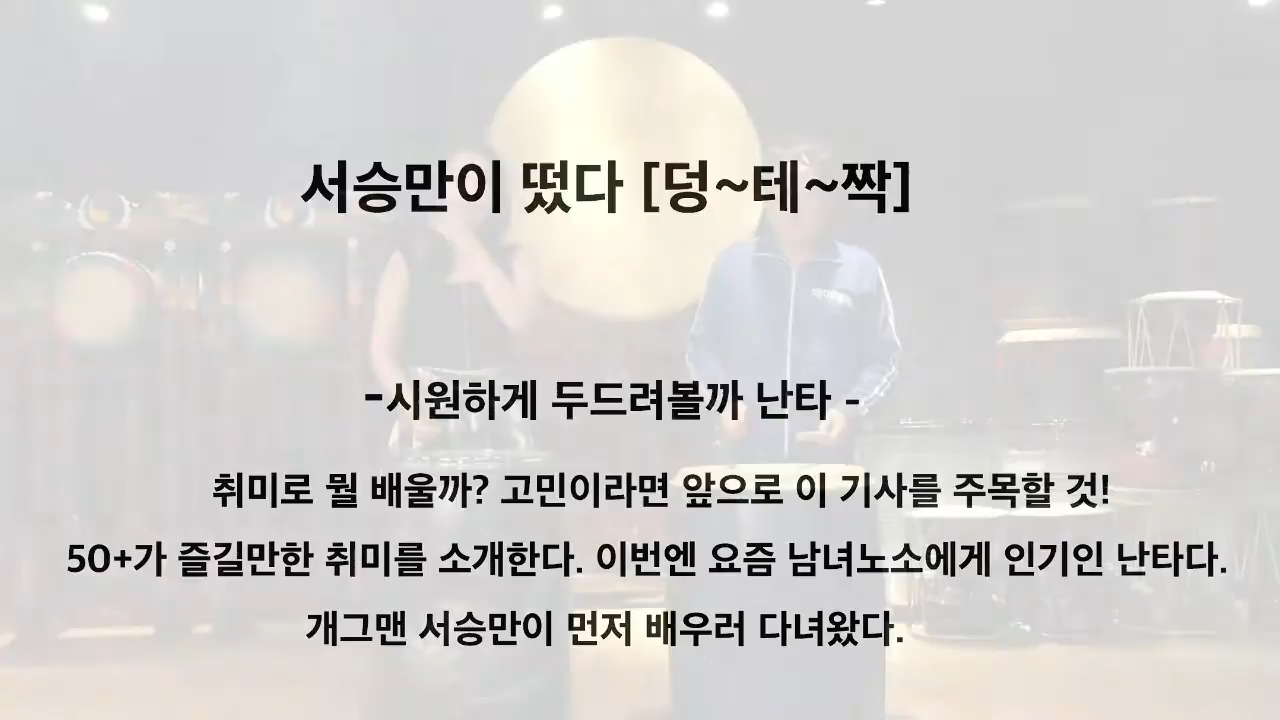 서승만이 떴다 [덩~테~짝]
-시원하게 두드려볼까 난타 -
취미로 뭘 배울까? 고민이라면 앞으로 이 기사를 주목할 것!
50+가 즐길만한 취미를 소개한다. 이번엔 요즘 남녀노소에게 인기인 난타다.
개그맨 서승만이 먼저 배우러 다녀왔다.